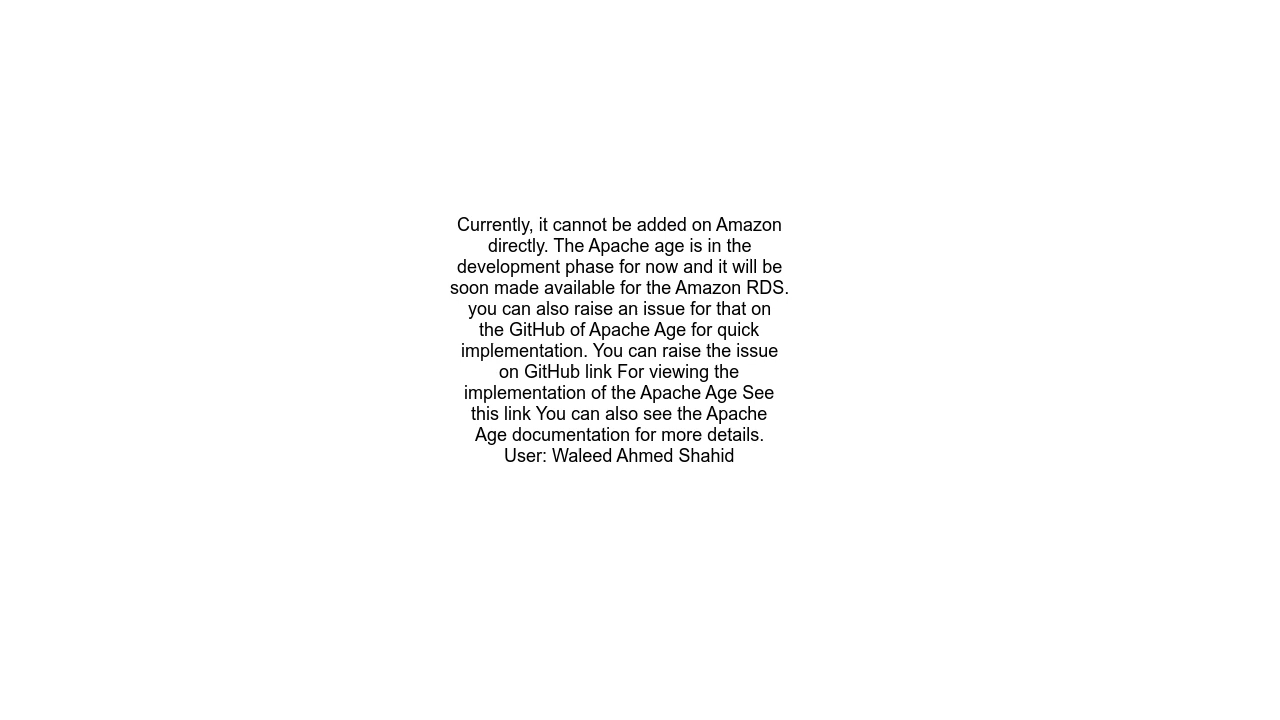 Currently, it cannot be added on Amazon
directly. The Apache age is in the
development phase for now and it will be
soon made available for the Amazon RDS.
you can also raise an issue for that on
the GitHub of Apache Age for quick
implementation. You can raise the issue
on GitHub link For viewing the
implementation of the Apache Age See
this link You can also see the Apache
Age documentation for more details.
User: Waleed Ahmed Shahid